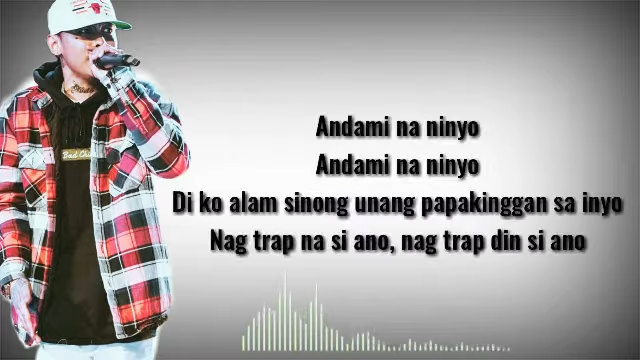 Andami na ninyo
Andami na ninyo
Di ko alam sinong unang papakinggan sa inyo
Nag trap na si ano, nag trap din si ano